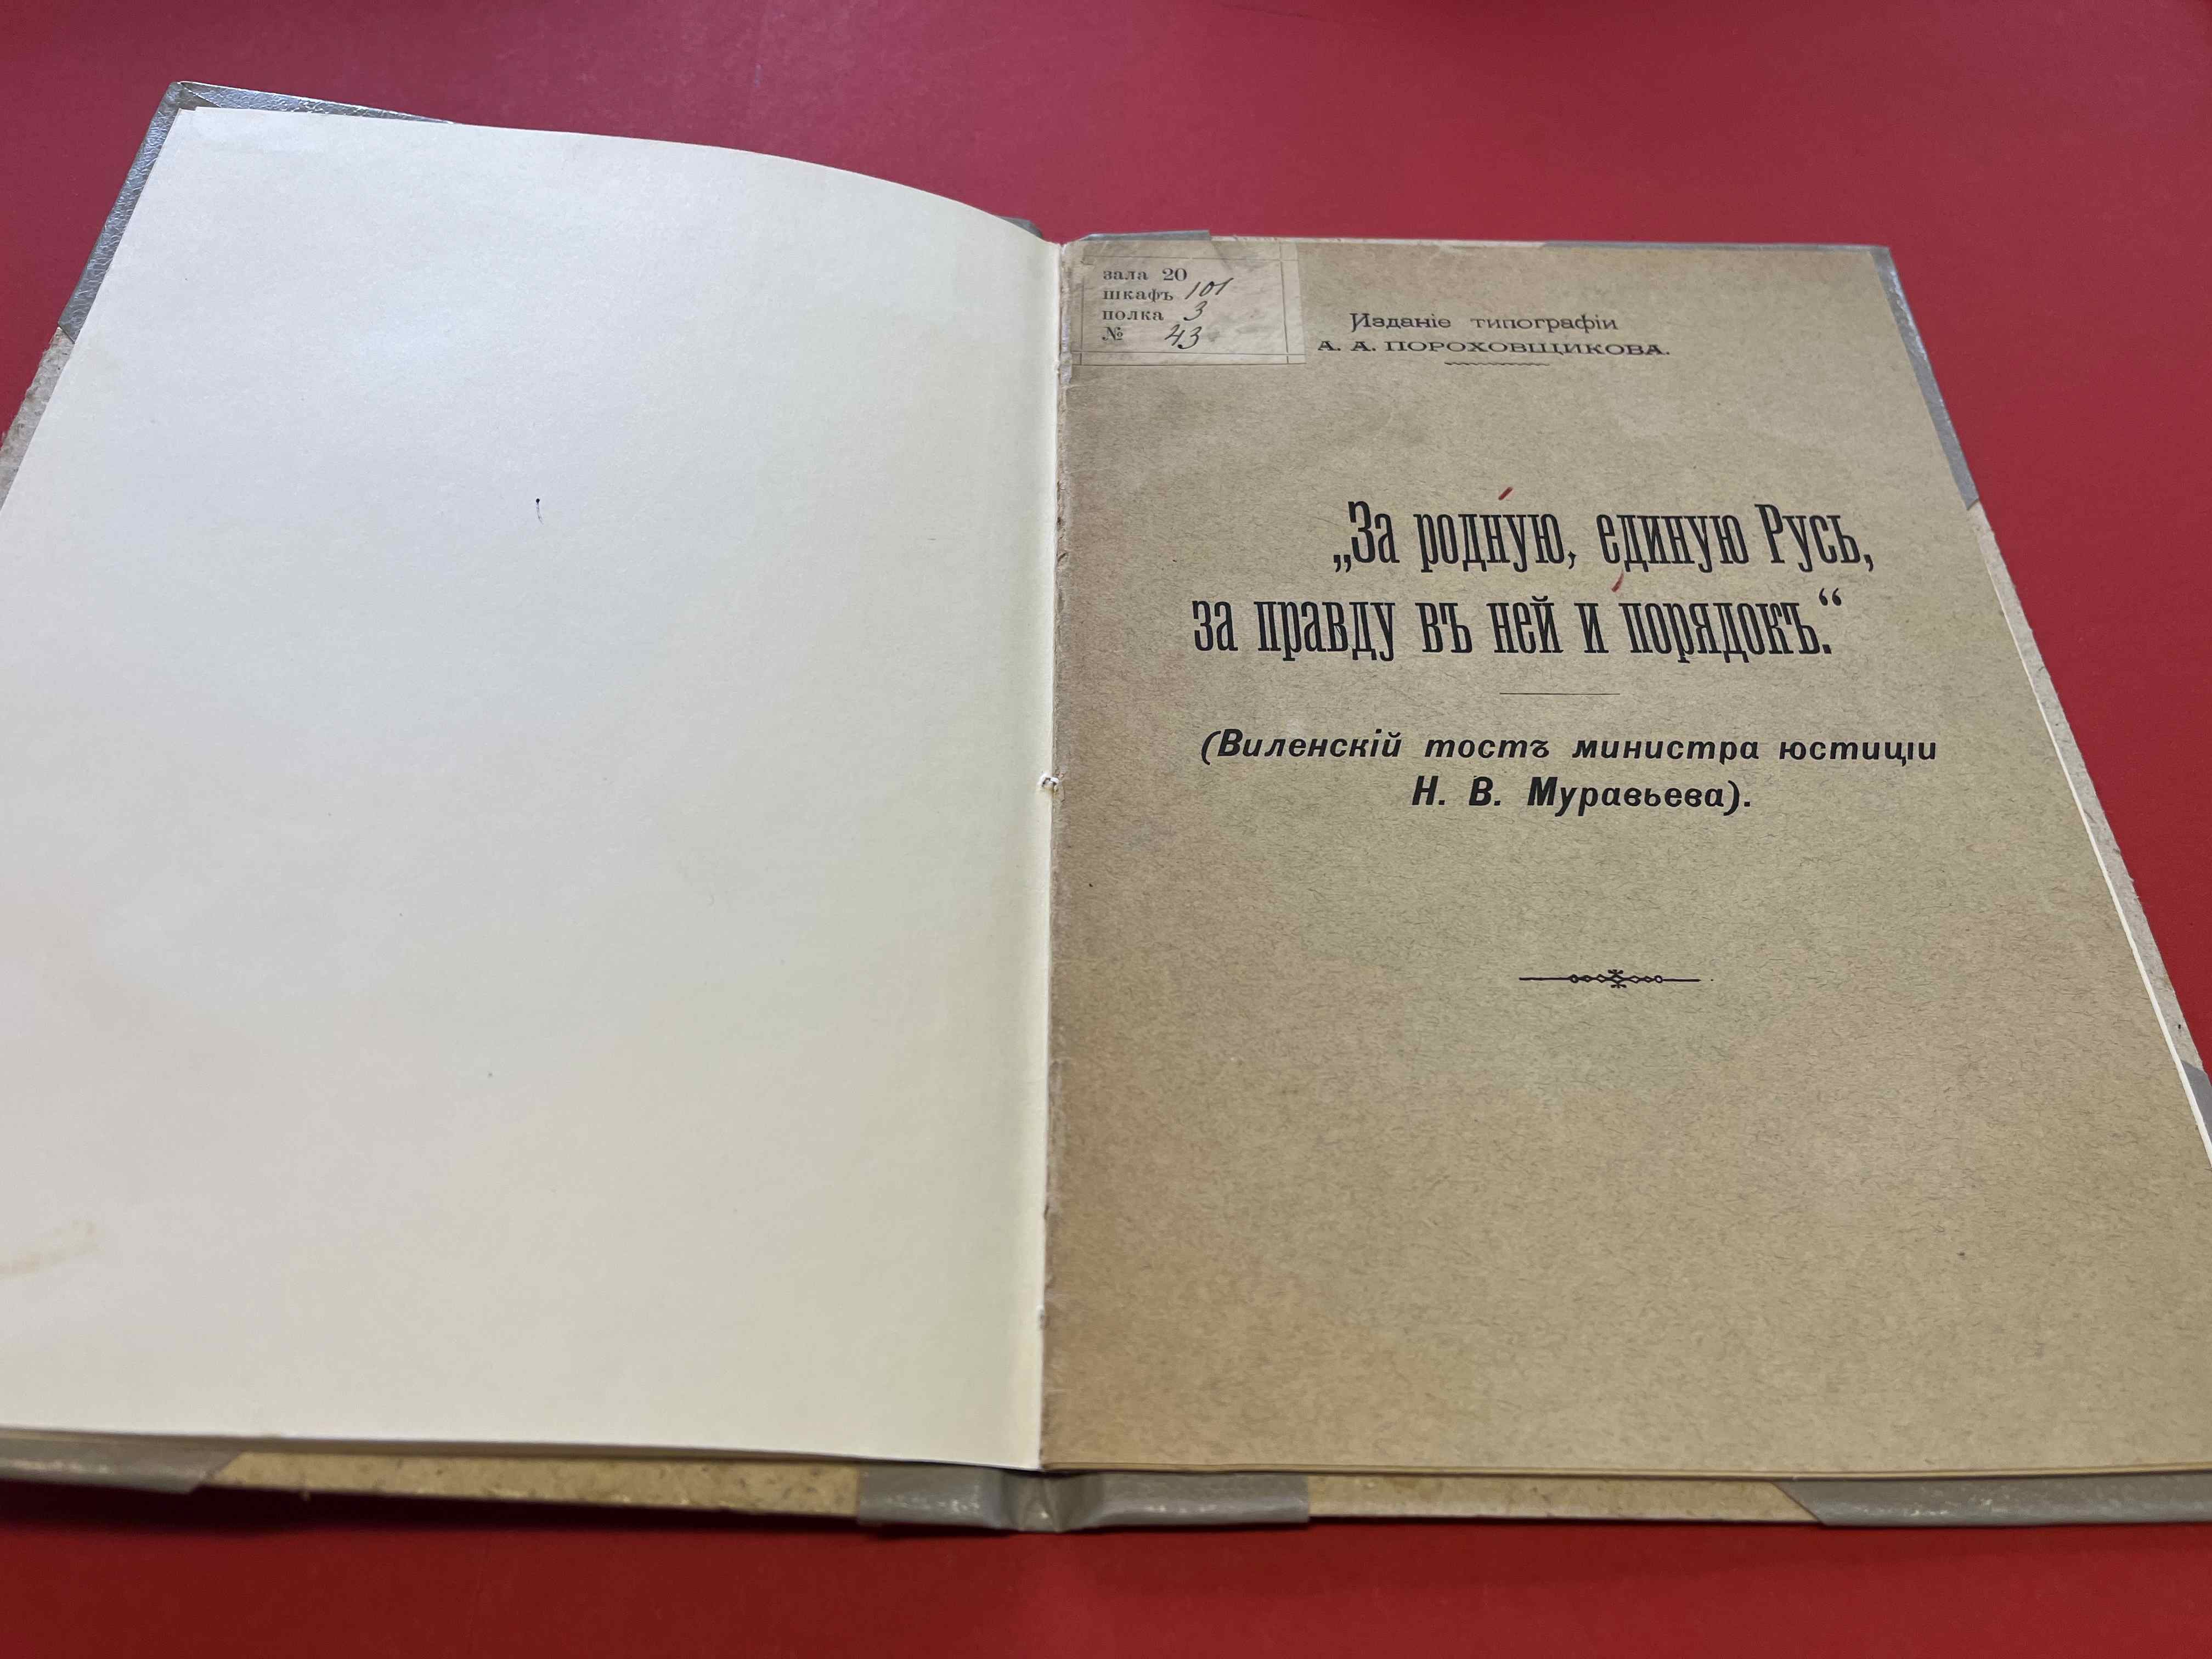 зала 20
шкафъ 101
полка 3
№ 43
Изданіе типографіи
А. А. ПОРОХОВЩИКОВА.
„За родную, единую Русь,
за правду въ ней и порядокъ.“
(Виленскій тостъ министра юстиціи
Н. В. Муравьева).